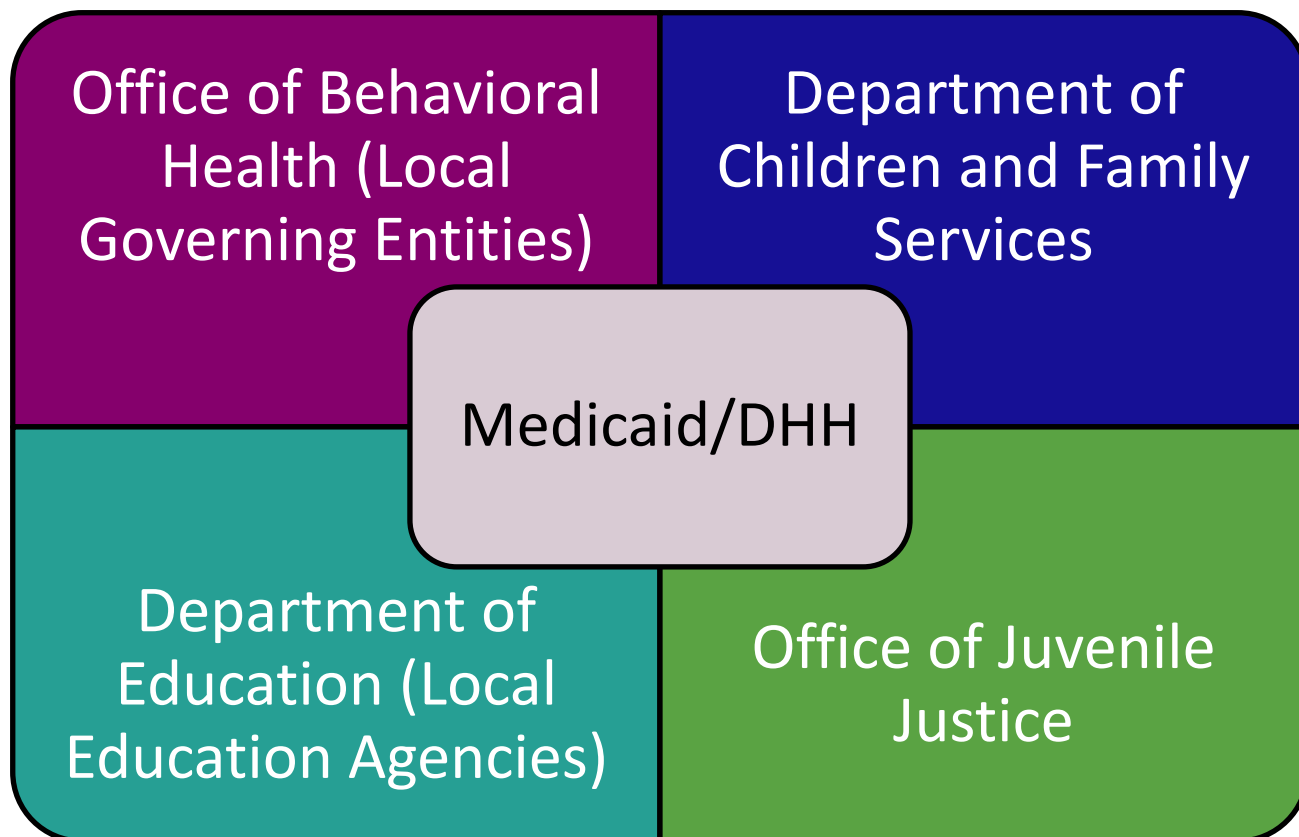 Office of Behavioral
Health (Local
Governing Entities)
Department of
Children and Family
Services
Medicaid/DHH
Department of
Education (Local
Education Agencies)
Office of Juvenile
Justice